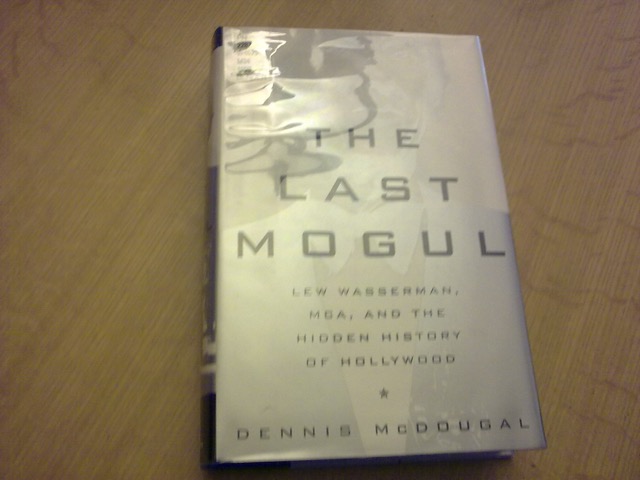 THE
LAST
MOGUL
LEW WASSERMAN,
MCA, AND THE
HIDDEN HISTORY
OF HOLLYWOOD
DENNIS McDOUGAL